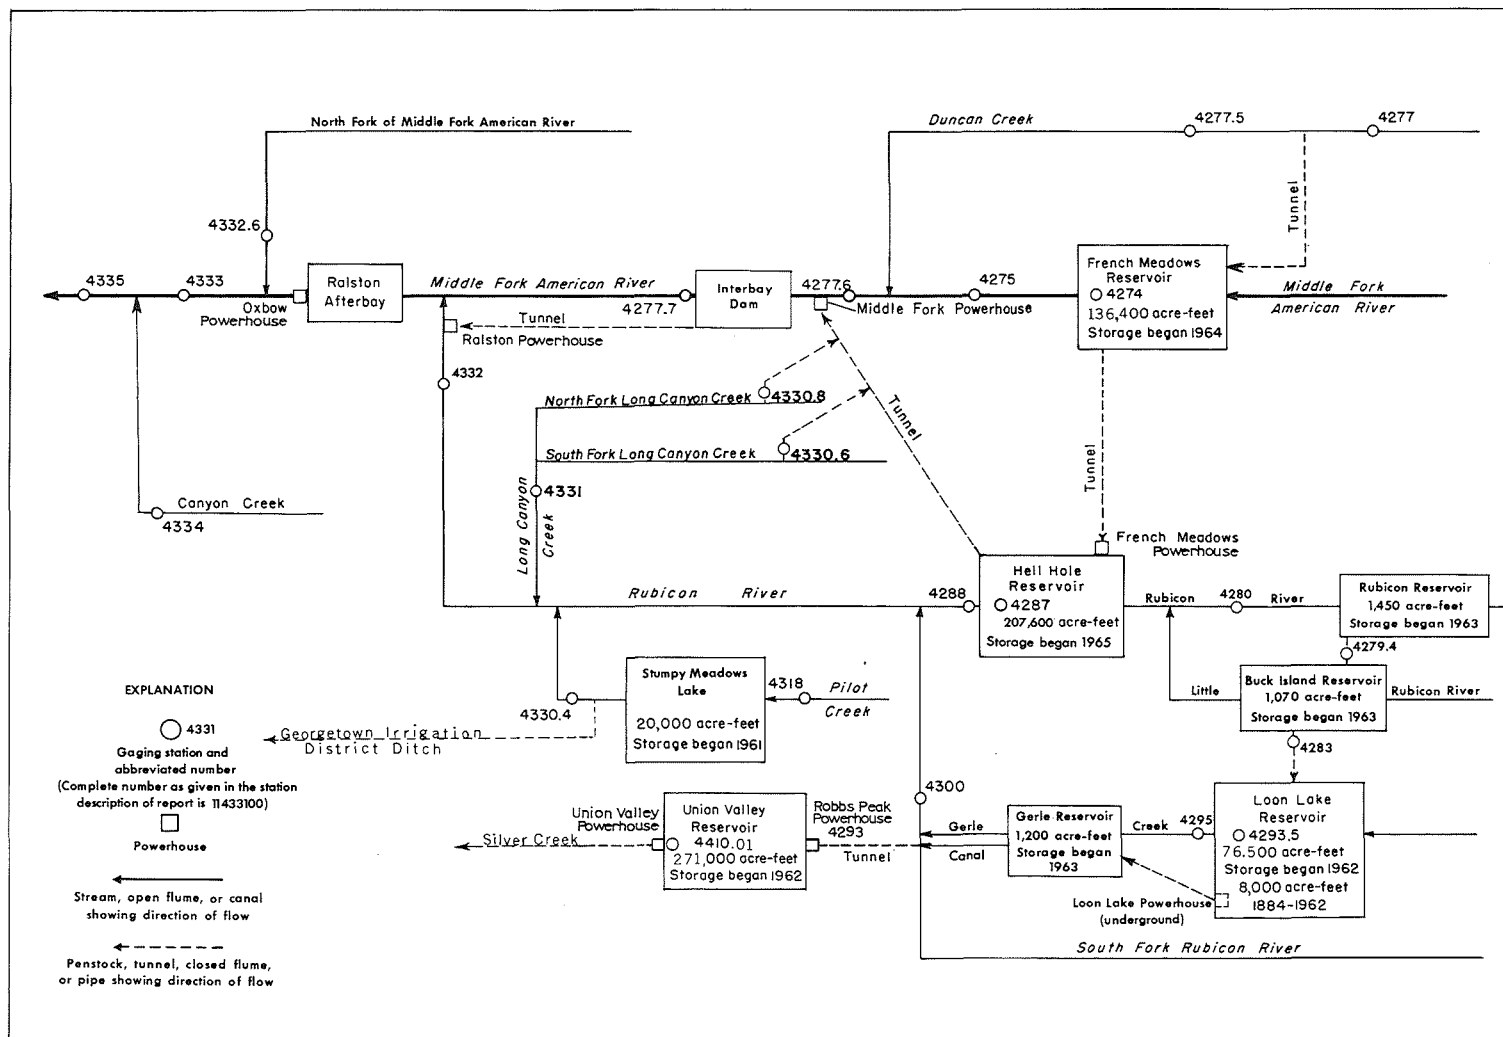 North Fork of Middle Fork American River
Duncan Creek
4277.5
4277
Tunnel
4332.6
4335
4333
Oxbow
Powerhouse
Ralston
Afterbay
Middle Fork American River
4277.7
Interbay
Dam
4277.6
Middle Fork Powerhouse
4275
French Meadows
Reservoir
4274
136,400 acre-feet
Storage began 1964
Middle Fork
American River
Tunnel
Ralston Powerhouse
4332
North Fork Long Canyon Creek
4330.8
South Fork Long Canyon Creek
4330.6
Tunnel
Tunnel
4331
Long Canyon
Creek
Canyon Creek
4334
French Meadows
Powerhouse
Rubicon River
4288
Hell Hole
Reservoir
4287
207,600 acre-feet
Storage began 1965
Rubicon
4280
River
Rubicon Reservoir
1,450 acre-feet
Storage began 1963
4279.4
Little
Buck Island Reservoir
1,070 acre-feet
Storage began 1963
Rubicon River
4283
Stumpy Meadows
Lake
20,000 acre-feet
Storage began 1961
4318
Pilot
Creek
4330.4
Georgetown Irrigation
District Ditch
EXPLANATION
4331
Gaging station and
abbreviated number
(Complete number as given in the station
description of report is 11433100)
Powerhouse
Stream, open flume, or canal
showing direction of flow
Penstock, tunnel, closed flume,
or pipe showing direction of flow
Silver Creek
Union Valley
Powerhouse
Union Valley
Reservoir
4410.01
271,000 acre-feet
Storage began 1962
Robbs Peak
Powerhouse
4293
Tunnel
4300
Gerle
Canal
Gerle Reservoir
1,200 acre-feet
Storage began
1963
Creek
4295
Loon Lake
Reservoir
4293.5
76.500 acre-feet
Storage began 1962
8,000 acre-feet
1884-1962
Loon Lake Powerhouse
(underground)
South Fork Rubicon River